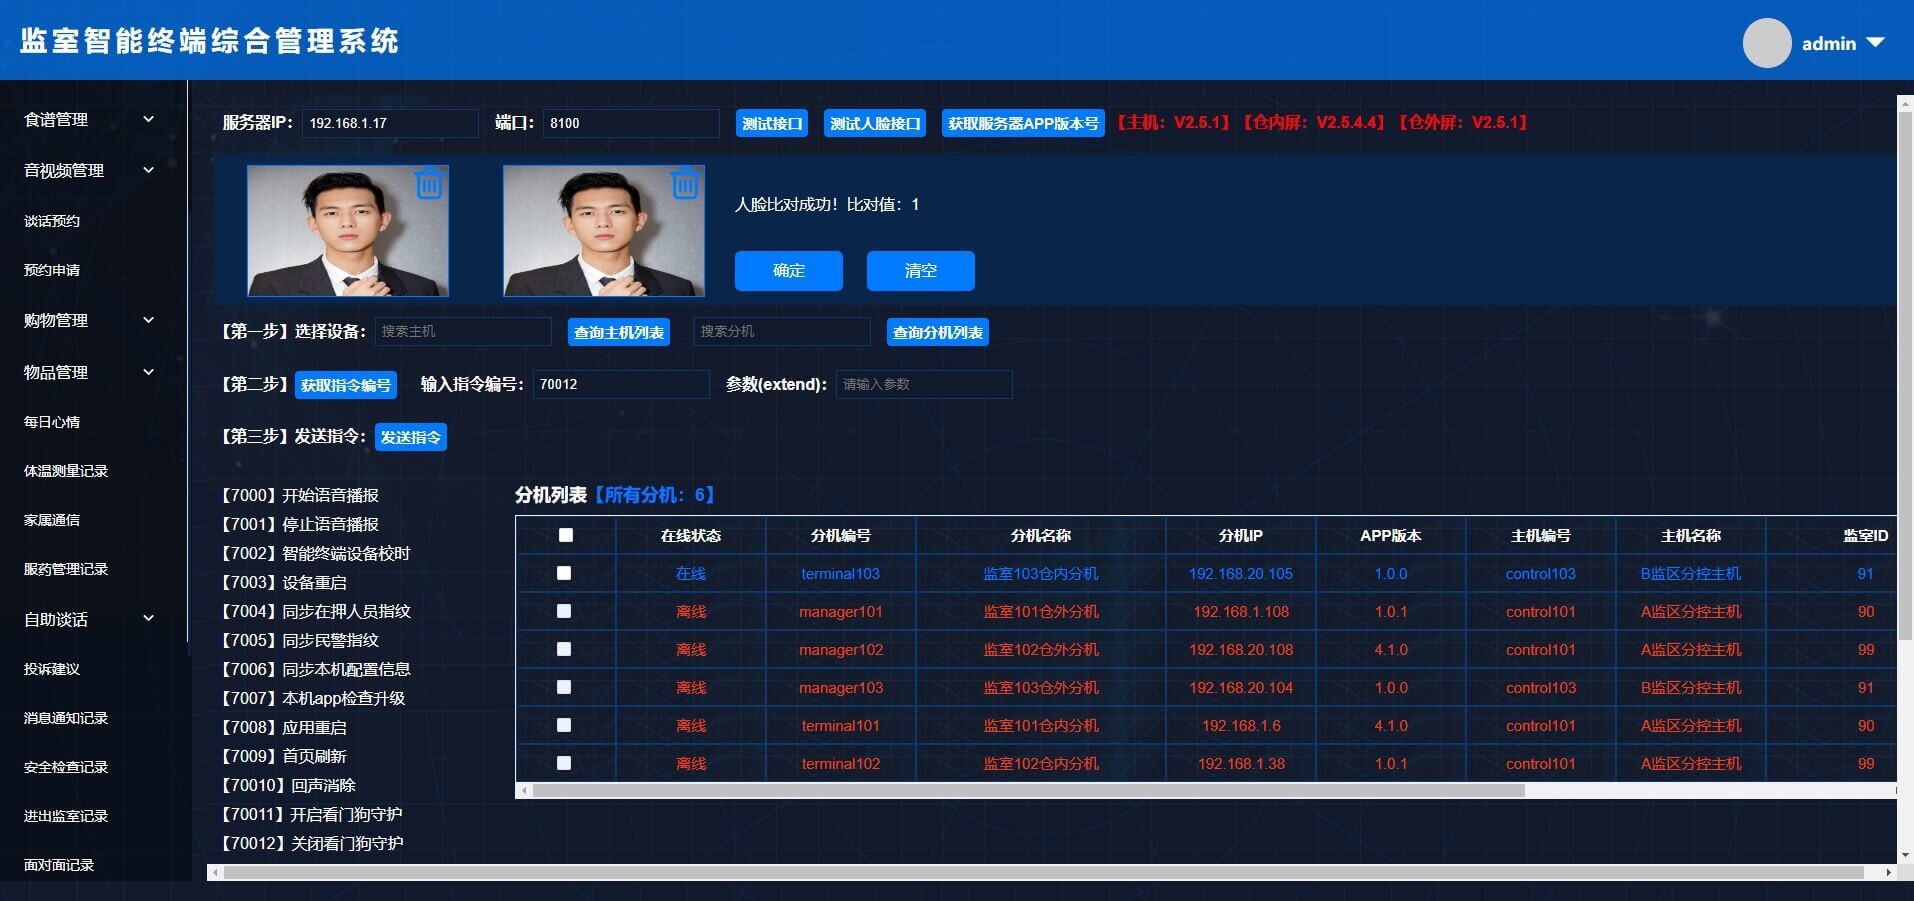 监室智能终端综合管理系统
admin
食谱管理
音视频管理
谈话预约
预约申请
购物管理
物品管理
每日心情
体温测量记录
家属通信
服药管理记录
自助谈话
投诉建议
消息通知记录
安全检查记录
进出监室记录
面对面记录
服务器IP： 192.168.1.17 端口： 8100 测试接口 测试人脸接口 获取服务器APP版本号 【主机：V2.5.1】【仓内屏：V2.5.4.4】【仓外屏：V2.5.1】
人脸比对成功！比对值：1
确定 清空
【第一步】选择设备： 搜索主机 查询主机列表 搜索分机 查询分机列表
【第二步】 获取指令编号 输入指令编号： 70012 参数(extend)： 请输入参数
【第三步】发送指令： 发送指令
【7000】开始语音播报
【7001】停止语音播报
【7002】智能终端设备校时
【7003】设备重启
【7004】同步在押人员指纹
【7005】同步民警指纹
【7006】同步本机配置信息
【7007】本机app检查升级
【7008】应用重启
【7009】首页刷新
【70010】回声消除
【70011】开启看门狗守护
【70012】关闭看门狗守护
分机列表【所有分机：6】
在线状态 分机编号 分机名称 分机IP APP版本 主机编号 主机名称 监室ID
在线 terminal103 监室103仓内分机 192.168.20.105 1.0.0 control103 B监区分控主机 91
离线 manager101 监室101仓外分机 192.168.1.108 1.0.1 control101 A监区分控主机 90
离线 manager102 监室102仓外分机 192.168.20.108 4.1.0 control101 A监区分控主机 99
离线 manager103 监室103仓外分机 192.168.20.104 1.0.0 control103 B监区分控主机 91
离线 terminal101 监室101仓内分机 192.168.1.6 4.1.0 control101 A监区分控主机 90
离线 terminal102 监室102仓内分机 192.168.1.38 1.0.1 control101 A监区分控主机 99